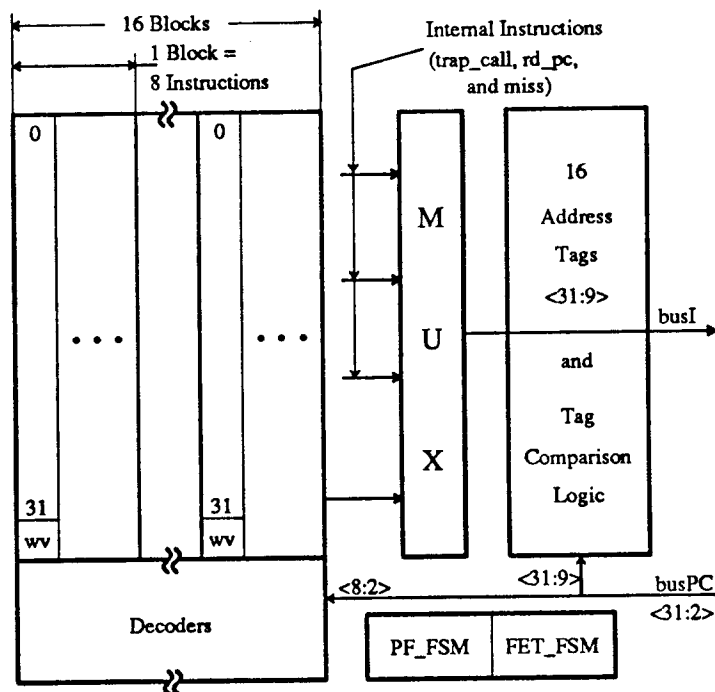 16 Blocks
1 Block =
8 Instructions
Internal Instructions
(trap_call, rd_pc,
and miss)
0
0
31
31
wv
wv
• • •
• • •
Decoders
M
U
X
16
Address
Tags
<31:9>
and
Tag
Comparison
Logic
busI
<8:2>
<31:9>
busPC
<31:2>
PF_FSM
FET_FSM